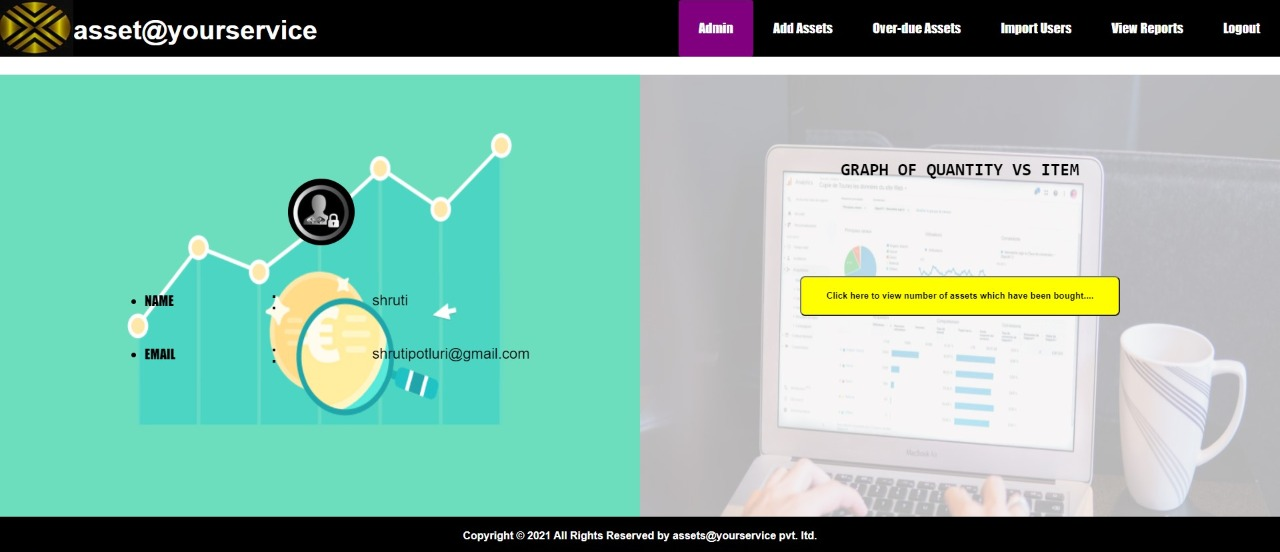 asset@yourservice
Admin Add Assets Over-due Assets Import Users View Reports Logout
GRAPH OF QUANTITY VS ITEM
Click here to view number of assets which have been bought....
• NAME : shruti
• EMAIL : shrutipotluri@gmail.com
Copyright © 2021 All Rights Reserved by assets@yourservice pvt. ltd.